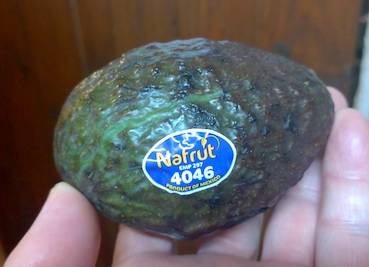 Nafrut
EMP 297
4046
PRODUCT OF MEXICO